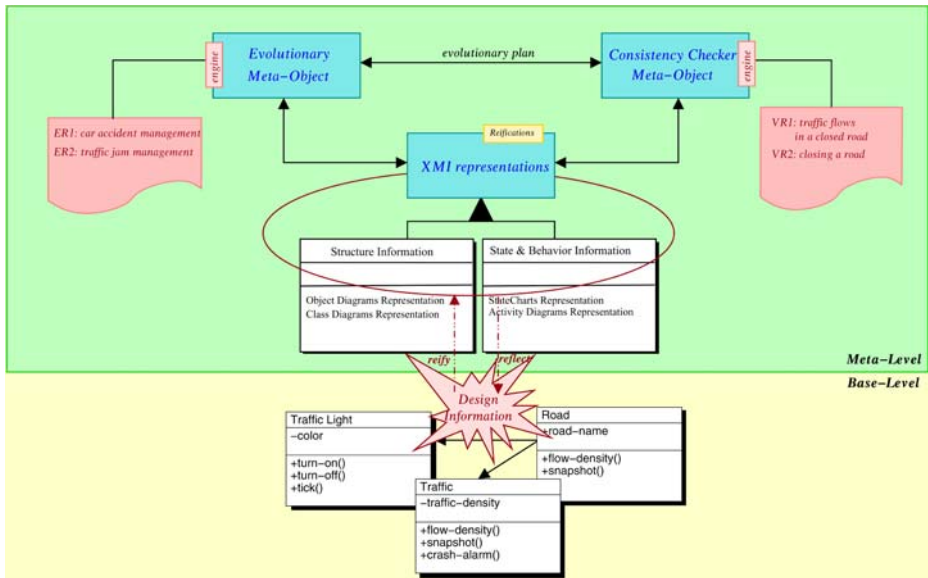 Evolutionary
Meta-Object
engine
evolutionary plan
Consistency Checker
Meta-Object
engine
ER1: car accident management
ER2: traffic jam management
VR1: traffic flows
in a closed road
VR2: closing a road
Reifications
XMI representations
Structure Information
Object Diagrams Representation
Class Diagrams Representation
State & Behavior Information
StateCharts Representation
Activity Diagrams Representation
reify
reflect
Meta-Level
Base-Level
Design
Information
Traffic Light
-color
+turn-on()
+turn-off()
+tick()
Road
+road-name
+flow-density()
+snapshot()
Traffic
-traffic-density
+flow-density()
+snapshot()
+crash-alarm()